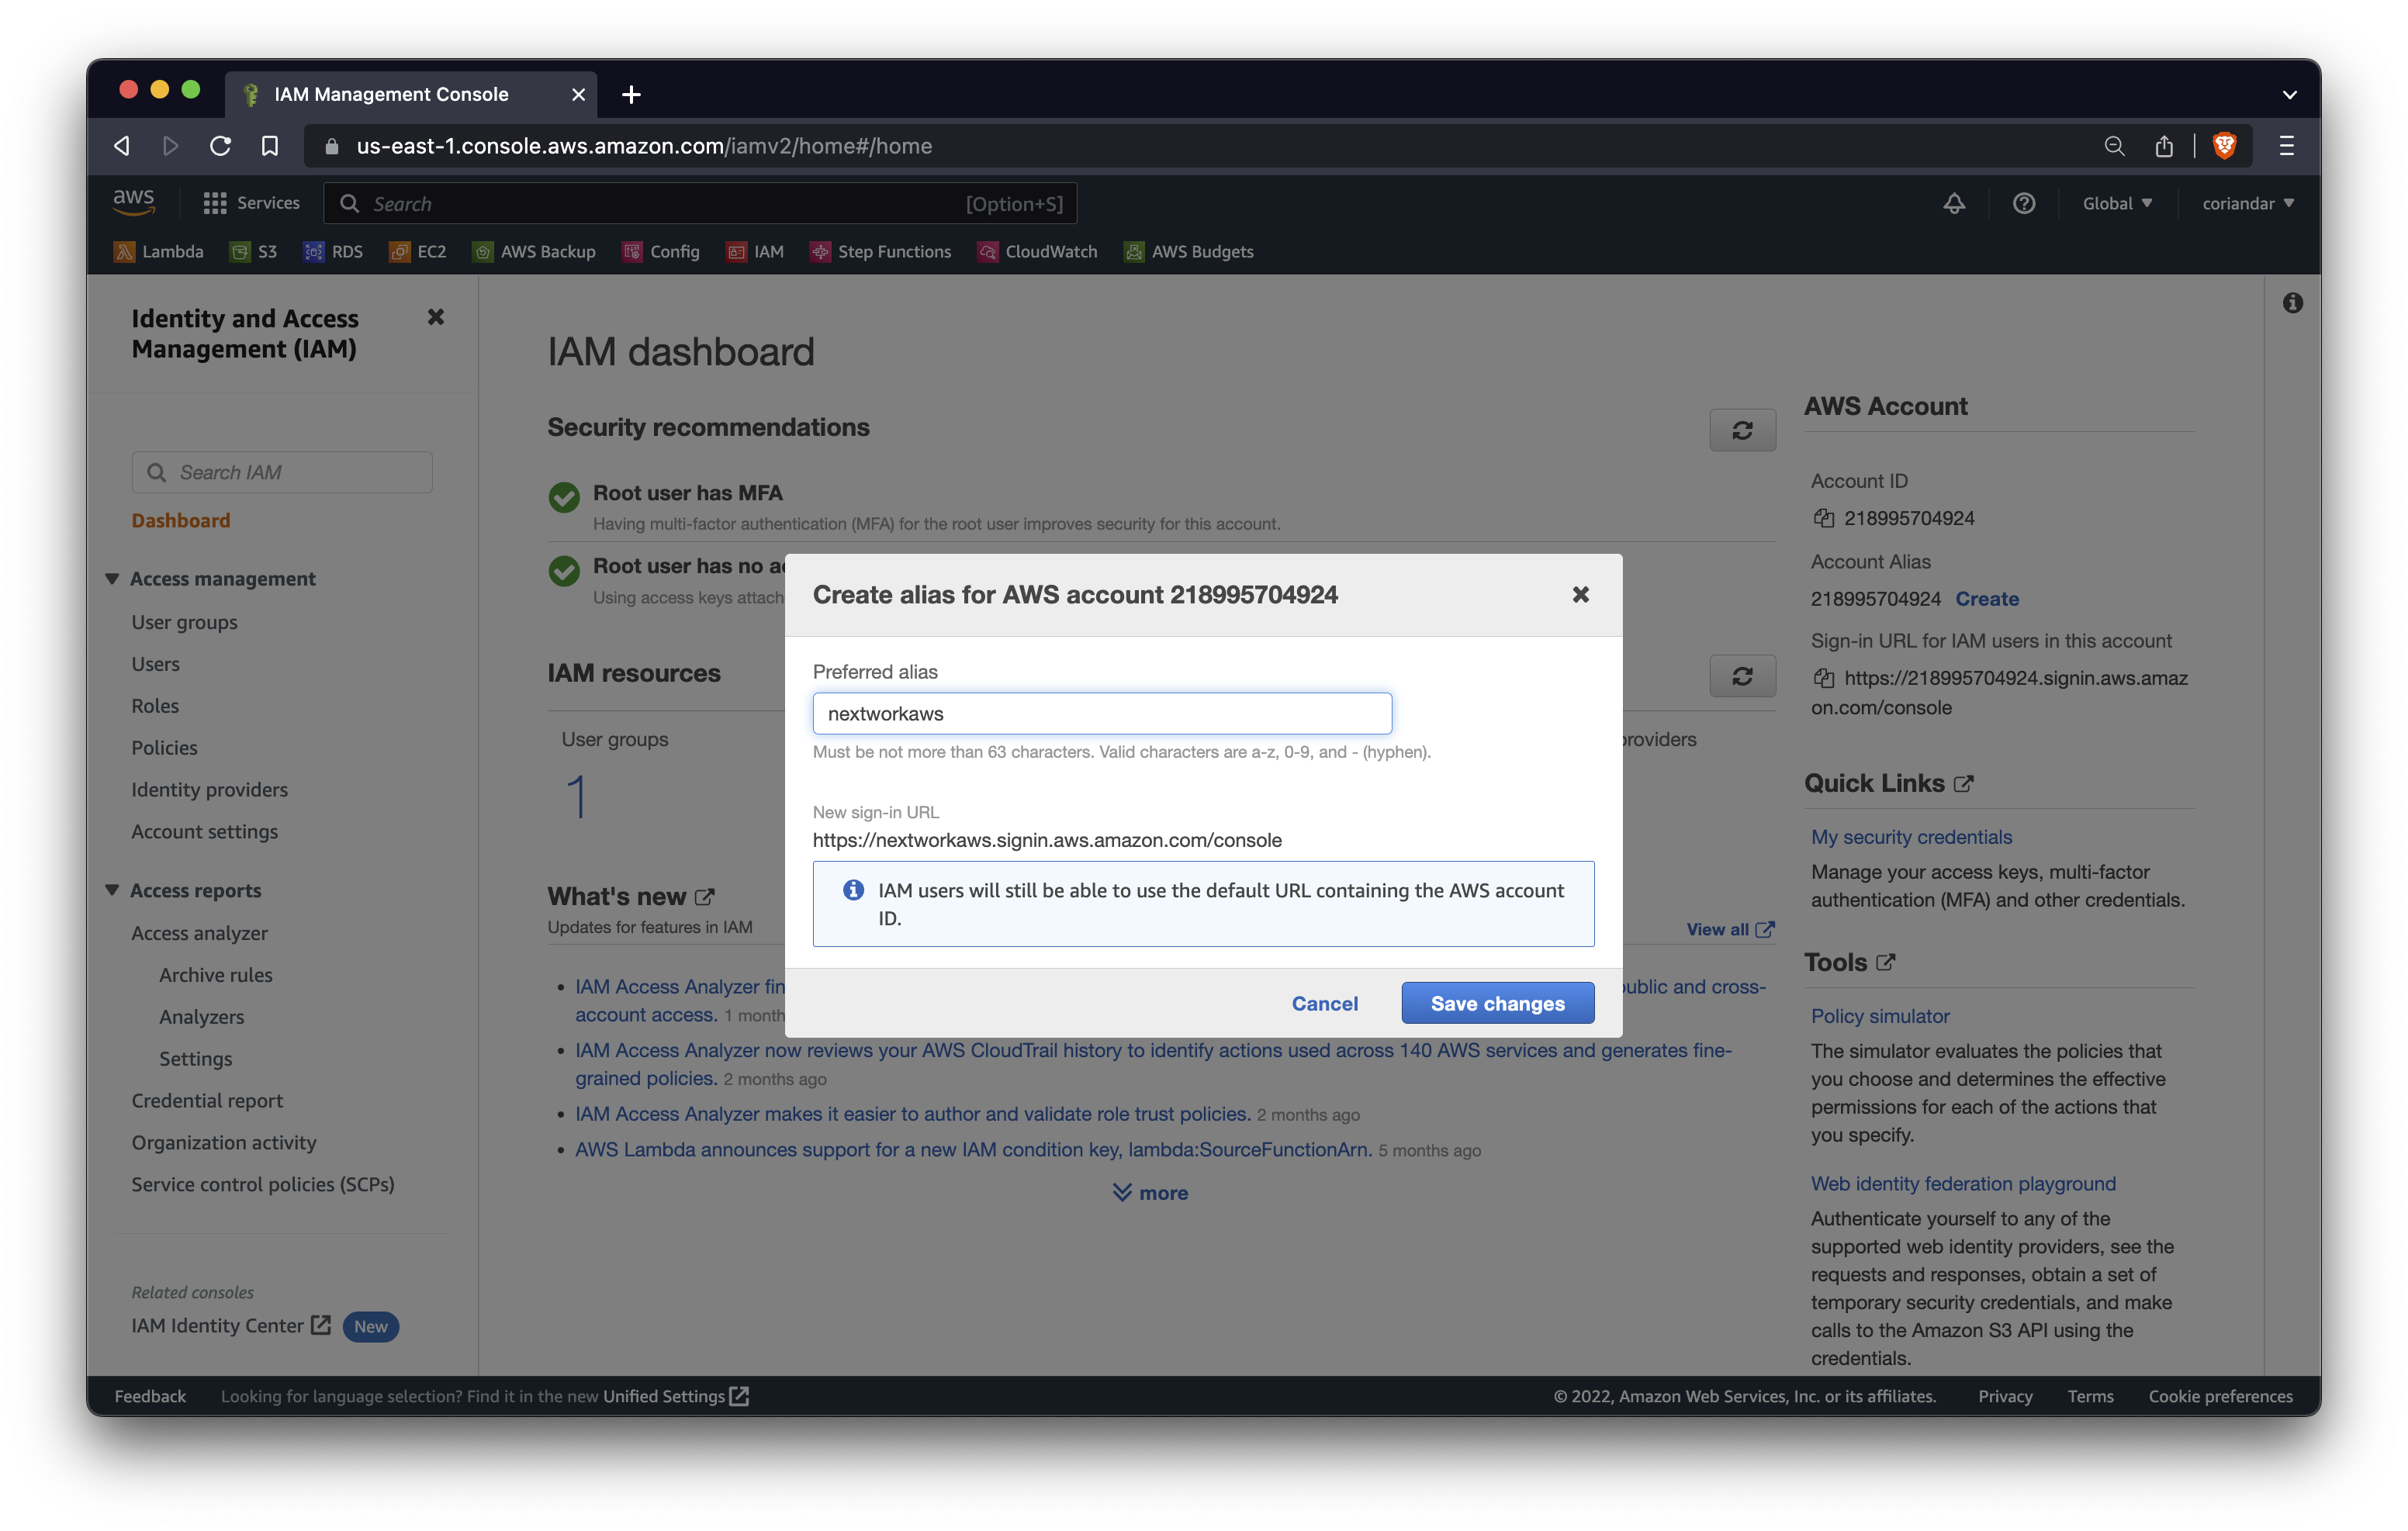 IAM Management Console
us-east-1.console.aws.amazon.com/iamv2/home#/home
aws
Services
Search
[Option+S]
Global
coriandar
Lambda
S3
RDS
EC2
AWS Backup
Config
IAM
Step Functions
CloudWatch
AWS Budgets
Identity and Access
Management (IAM)
Search IAM
Dashboard
Access management
User groups
Users
Roles
Policies
Identity providers
Account settings
Access reports
Access analyzer
Archive rules
Analyzers
Settings
Credential report
Organization activity
Service control policies (SCPs)
Related consoles
IAM Identity Center
New
IAM dashboard
Security recommendations
Root user has MFA
Having multi-factor authentication (MFA) for the root user improves security for this account.
Root user has no
Using access keys
IAM resources
User groups
1
What's new
Updates for features in IAM
View all
IAM Access Analyzer
public and cross-
account access. 1 month
IAM Access Analyzer now reviews your AWS CloudTrail history to identify actions used across 140 AWS services and generates fine-
grained policies. 2 months ago
IAM Access Analyzer makes it easier to author and validate role trust policies. 2 months ago
AWS Lambda announces support for a new IAM condition key, lambda:SourceFunctionArn. 5 months ago
more
Create alias for AWS account 218995704924
Preferred alias
nextworkaws
Must be not more than 63 characters. Valid characters are a-z, 0-9, and - (hyphen).
New sign-in URL
https://nextworkaws.signin.aws.amazon.com/console
IAM users will still be able to use the default URL containing the AWS account
ID.
Cancel
Save changes
providers
AWS Account
Account ID
218995704924
Account Alias
218995704924 Create
Sign-in URL for IAM users in this account
https://218995704924.signin.aws.amaz
on.com/console
Quick Links
My security credentials
Manage your access keys, multi-factor
authentication (MFA) and other credentials.
Tools
Policy simulator
The simulator evaluates the policies that
you choose and determines the effective
permissions for each of the actions that
you specify.
Web identity federation playground
Authenticate yourself to any of the
supported web identity providers, see the
requests and responses, obtain a set of
temporary security credentials, and make
calls to the Amazon S3 API using the
credentials.
Feedback
Looking for language selection? Find it in the new Unified Settings
© 2022, Amazon Web Services, Inc. or its affiliates.
Privacy
Terms
Cookie preferences